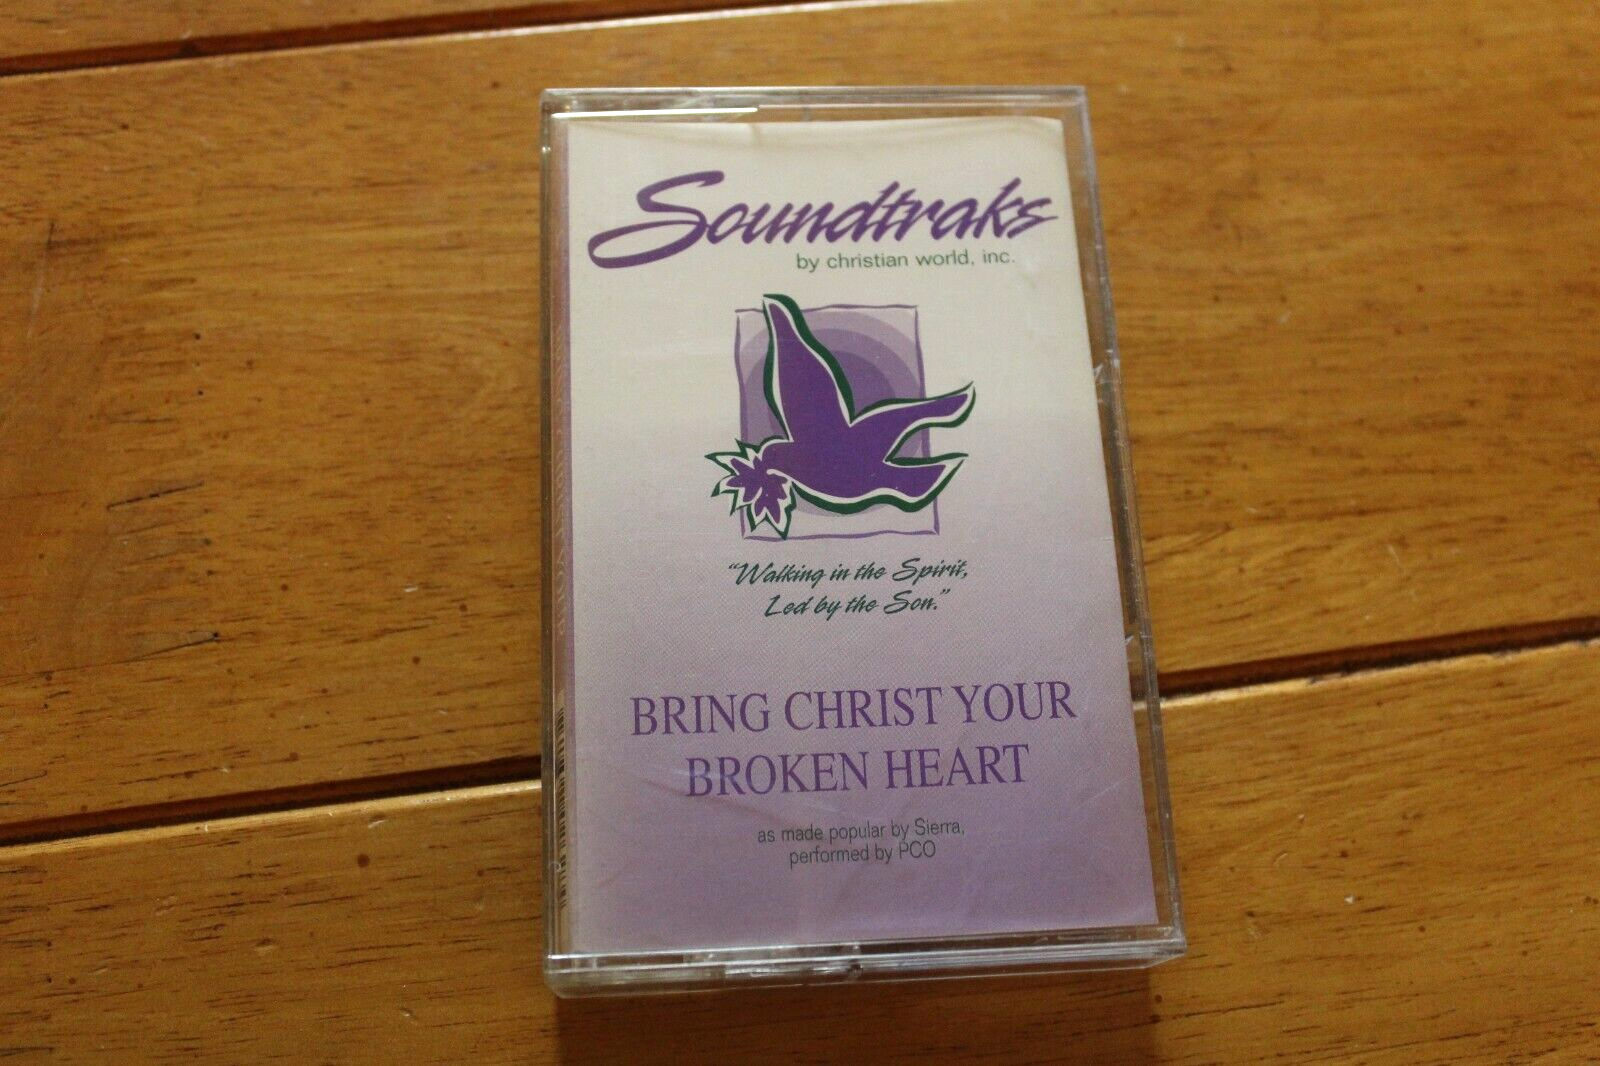 Soundtraks
by christian world, inc.
"Walking in the Spirit,
Led by the Son."
BRING CHRIST YOUR
BROKEN HEART
as made popular by Sierra,
performed by PCO